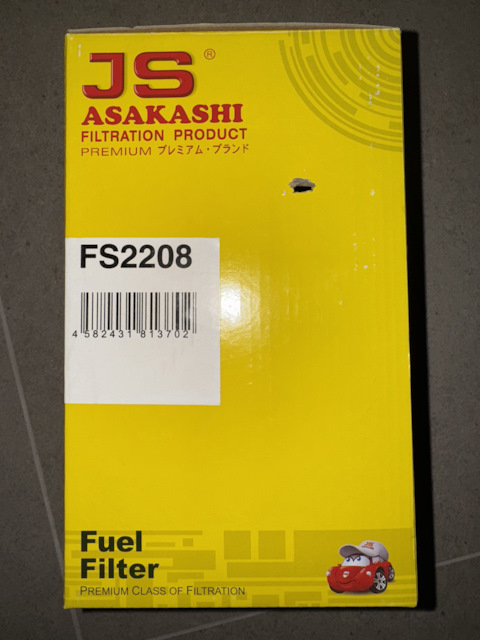 JS®
ASAKASHI
FILTRATION PRODUCT
PREMIUM プレミアム・ブランド
FS2208
4 582431 813702
Fuel
Filter
PREMIUM CLASS OF FILTRATION